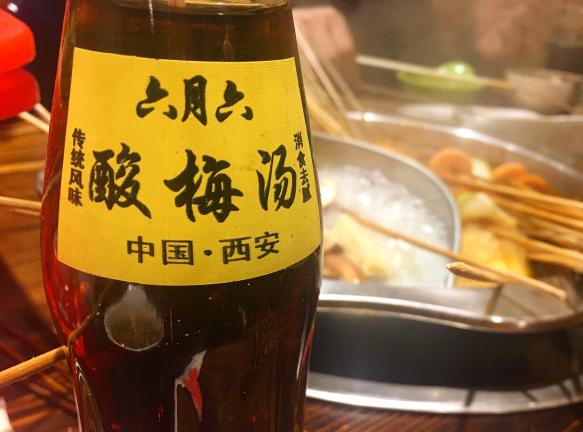 六月六
传统风味
酸梅汤
消食去腻
中国·西安